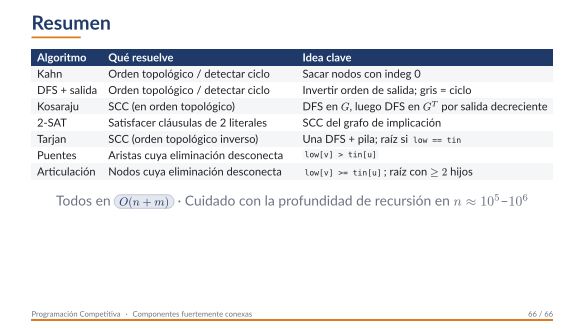 Resumen
Algoritmo Qué resuelve Idea clave
Kahn Orden topológico / detectar ciclo Sacar nodos con indeg 0
DFS + salida Orden topológico / detectar ciclo Invertir orden de salida; gris = ciclo
Kosaraju SCC (en orden topológico) DFS en G, luego DFS en Gᵀ por salida decreciente
2-SAT Satisfacer cláusulas de 2 literales SCC del grafo de implicación
Tarjan SCC (orden topológico inverso) Una DFS + pila; raíz si low == tin
Puentes Aristas cuya eliminación desconecta low[v] > tin[u]
Articulación Nodos cuya eliminación desconecta low[v] >= tin[u]; raíz con ≥ 2 hijos
Todos en O(n + m) · Cuidado con la profundidad de recursión en n ≈ 10⁵–10⁶
Programación Competitiva · Componentes fuertemente conexas 66 / 66